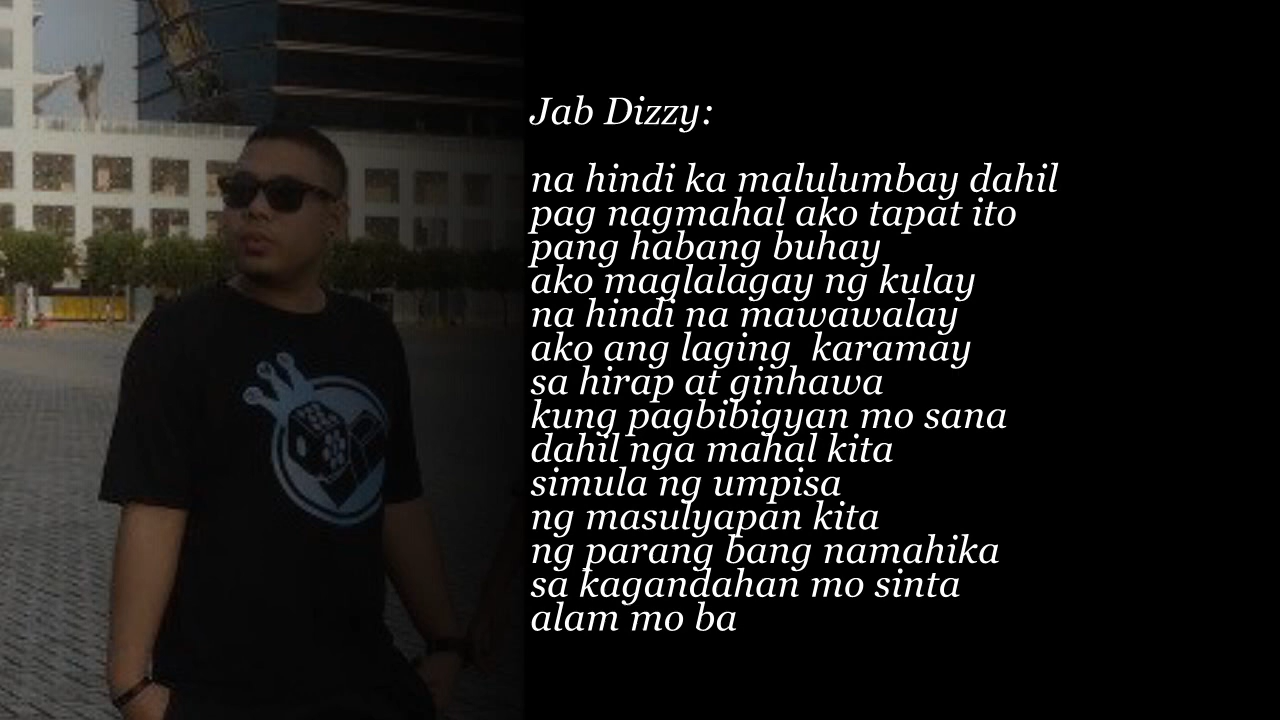 Jab Dizzy:
na hindi ka malulumbay dahil
pag nagmahal ako tapat ito
pang habang buhay
ako maglalagay ng kulay
na hindi na mawawalay
ako ang laging  karamay
sa hirap at ginhawa
kung pagbibigyan mo sana
dahil nga mahal kita
simula ng umpisa
ng masulyapan kita
ng parang bang namahika
sa kagandahan mo sinta
alam mo ba